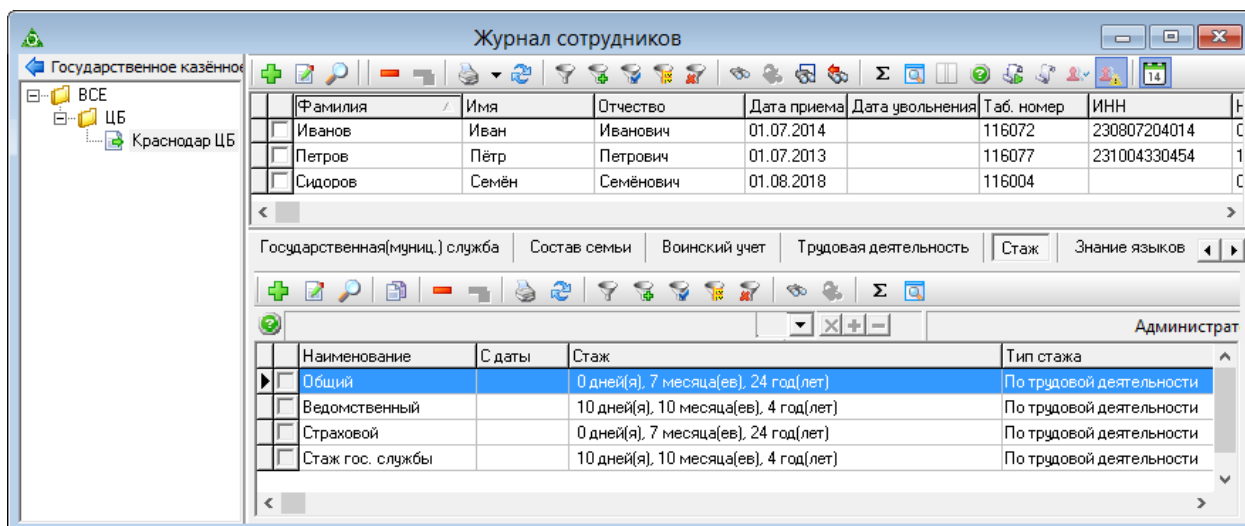 Журнал сотрудников
Государственное казённое
ВСЕ
ЦБ
Краснодар ЦБ
14
Фамилия Имя Отчество Дата приема Дата увольнения Таб. номер ИНН
Иванов Иван Иванович 01.07.2014 116072 230807204014
Петров Пётр Петрович 01.07.2013 116077 231004330454
Сидоров Семён Семёнович 01.08.2018 116004
Государственная(муниц.) служба Состав семьи Воинский учет Трудовая деятельность Стаж Знание языков
Администрат
Наименование С даты Стаж Тип стажа
Общий 0 дней(я), 7 месяца(ев), 24 год(лет) По трудовой деятельности
Ведомственный 10 дней(я), 10 месяца(ев), 4 год(лет) По трудовой деятельности
Страховой 0 дней(я), 7 месяца(ев), 24 год(лет) По трудовой деятельности
Стаж гос. службы 10 дней(я), 10 месяца(ев), 4 год(лет) По трудовой деятельности